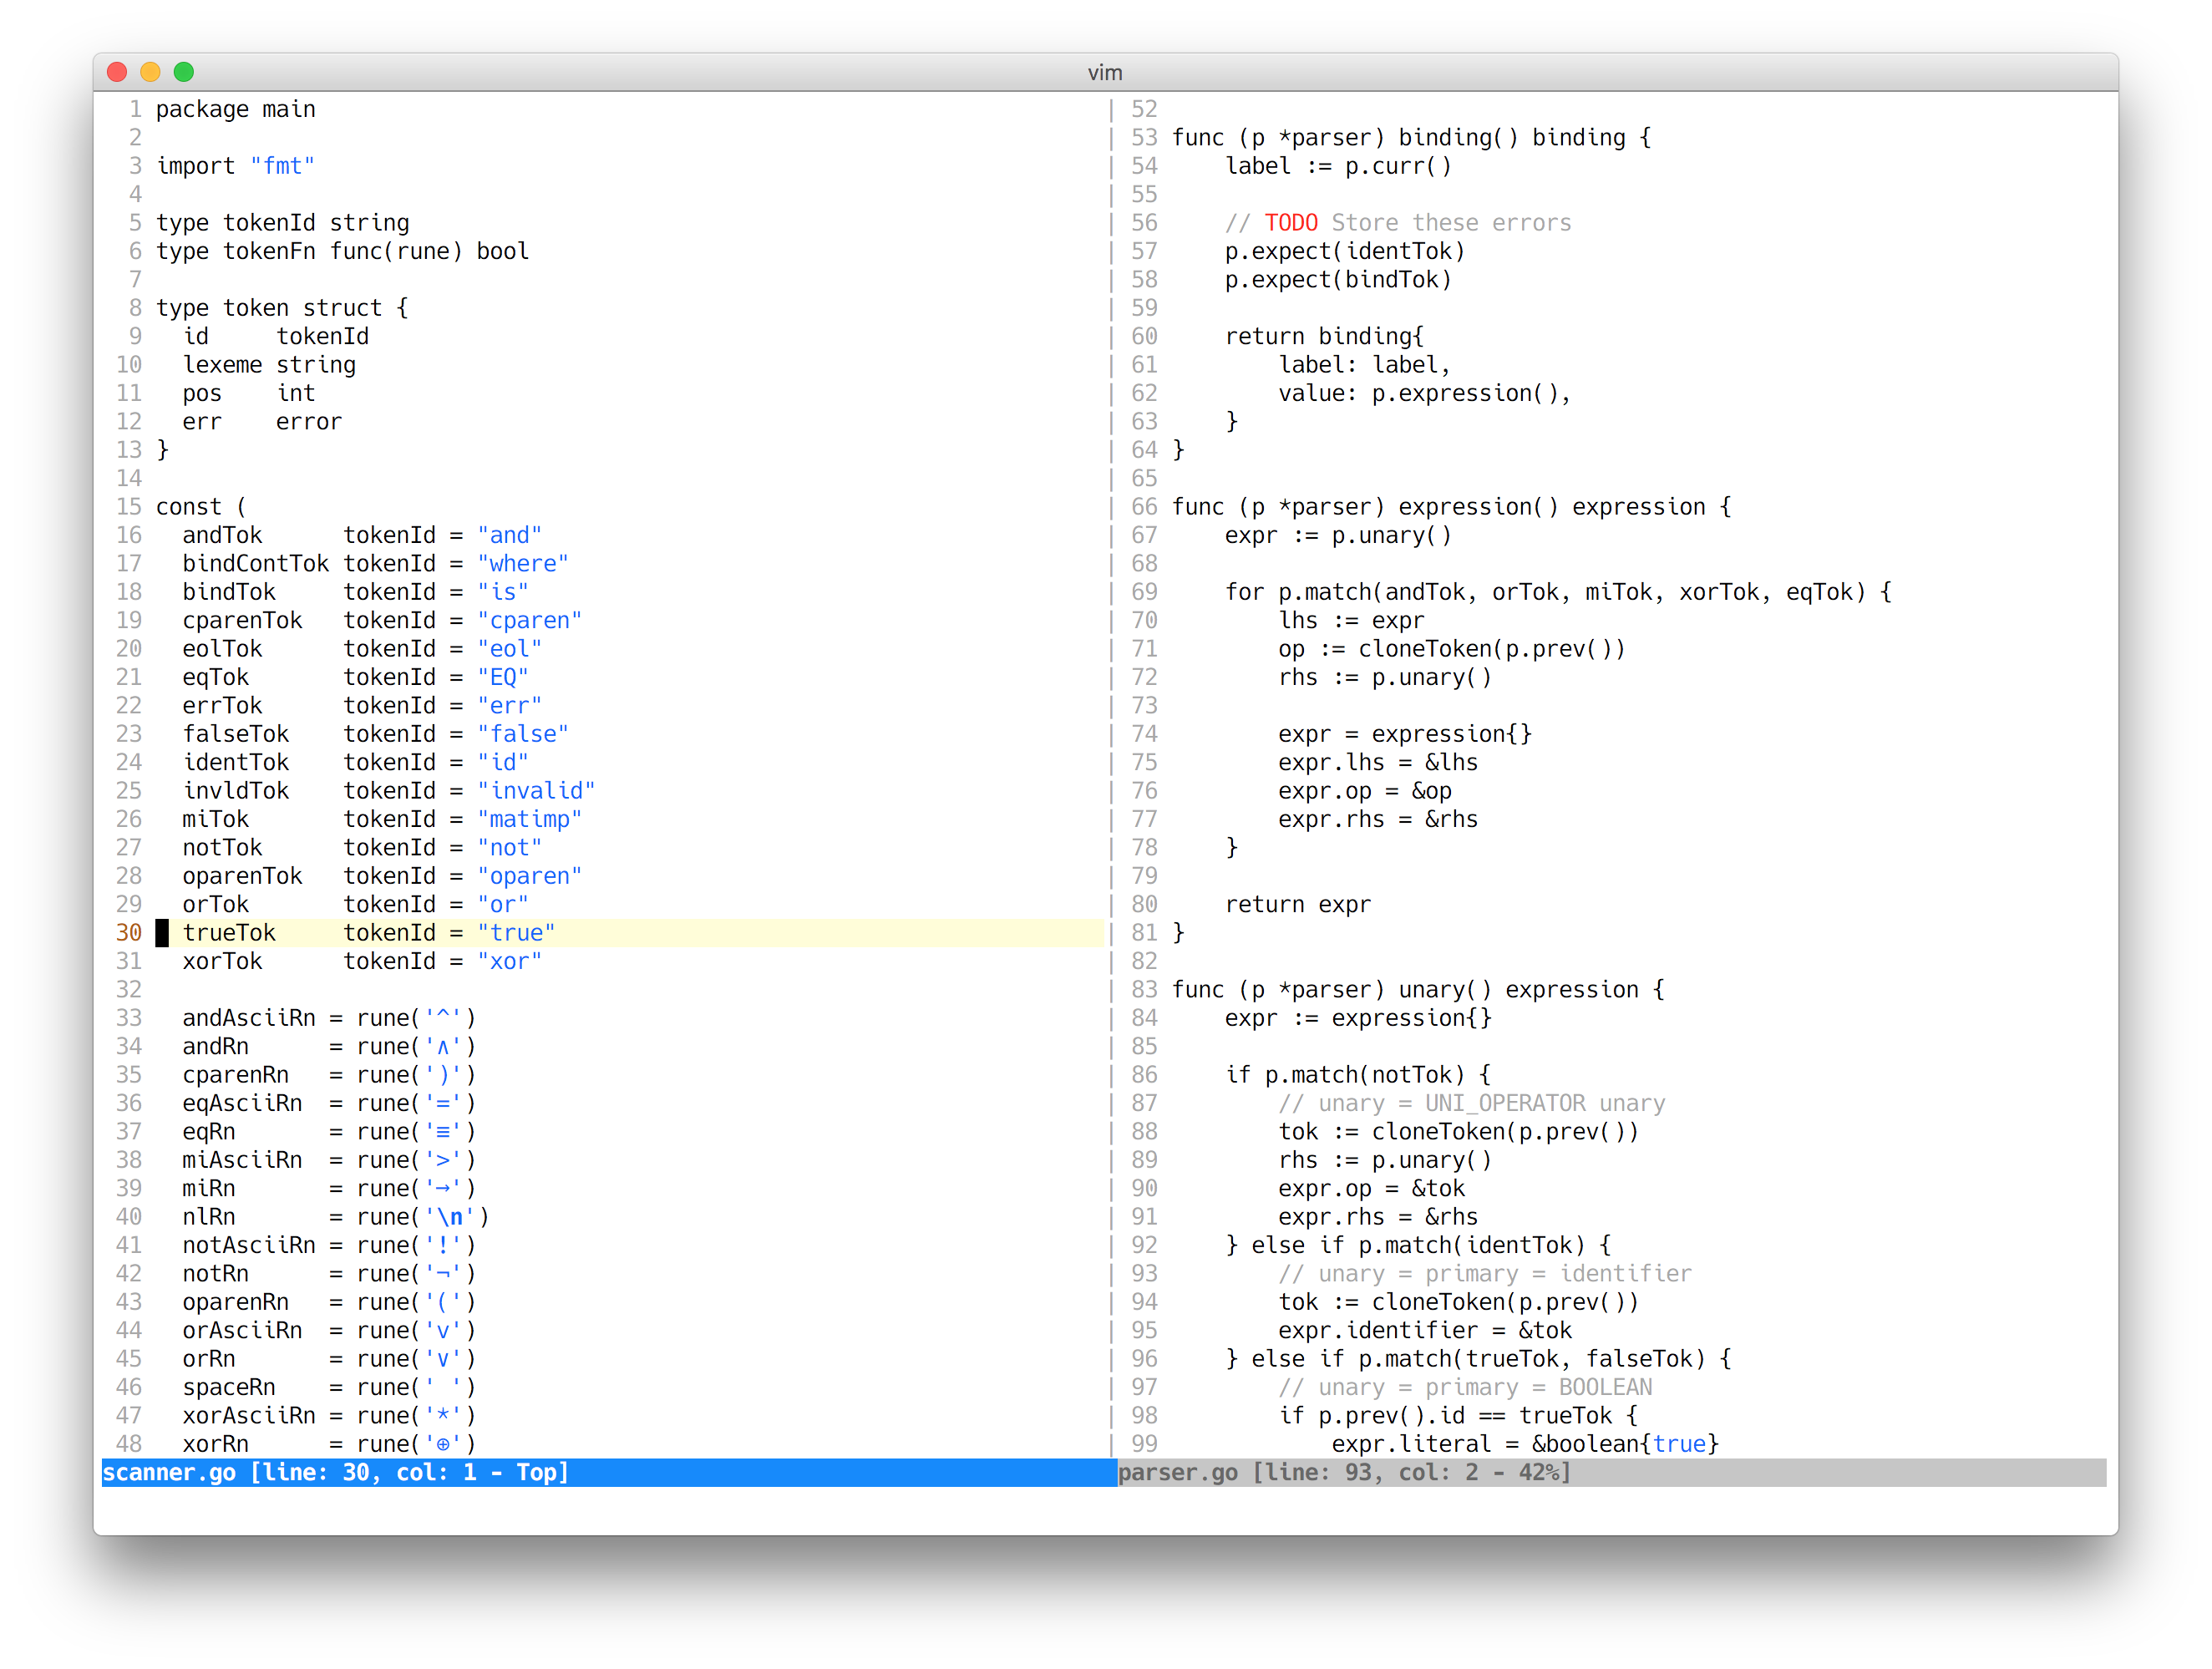 vim
1 package main
2
3 import "fmt"
4
5 type tokenId string
6 type tokenFn func(rune) bool
7
8 type token struct {
9   id     tokenId
10   lexeme string
11   pos    int
12   err    error
13 }
14
15 const (
16   andTok      tokenId = "and"
17   bindContTok tokenId = "where"
18   bindTok     tokenId = "is"
19   cparenTok   tokenId = "cparen"
20   eolTok      tokenId = "eol"
21   eqTok       tokenId = "EQ"
22   errTok      tokenId = "err"
23   falseTok    tokenId = "false"
24   identTok    tokenId = "id"
25   invldTok    tokenId = "invalid"
26   miTok       tokenId = "matimp"
27   notTok      tokenId = "not"
28   oparenTok   tokenId = "oparen"
29   orTok       tokenId = "or"
30   trueTok     tokenId = "true"
31   xorTok      tokenId = "xor"
32
33   andAsciiRn = rune('^')
34   andRn      = rune('∧')
35   cparenRn   = rune(')')
36   eqAsciiRn  = rune('=')
37   eqRn       = rune('≡')
38   miAsciiRn  = rune('>')
39   miRn       = rune('→')
40   nlRn       = rune('\n')
41   notAsciiRn = rune('!')
42   notRn      = rune('¬')
43   oparenRn   = rune('(')
44   orAsciiRn  = rune('v')
45   orRn       = rune('∨')
46   spaceRn    = rune(' ')
47   xorAsciiRn = rune('*')
48   xorRn      = rune('⊕')
scanner.go [line: 30, col: 1 - Top]
52
53 func (p *parser) binding() binding {
54     label := p.curr()
55
56     // TODO Store these errors
57     p.expect(identTok)
58     p.expect(bindTok)
59
60     return binding{
61         label: label,
62         value: p.expression(),
63     }
64 }
65
66 func (p *parser) expression() expression {
67     expr := p.unary()
68
69     for p.match(andTok, orTok, miTok, xorTok, eqTok) {
70         lhs := expr
71         op := cloneToken(p.prev())
72         rhs := p.unary()
73
74         expr = expression{}
75         expr.lhs = &lhs
76         expr.op = &op
77         expr.rhs = &rhs
78     }
79
80     return expr
81 }
82
83 func (p *parser) unary() expression {
84     expr := expression{}
85
86     if p.match(notTok) {
87         // unary = UNI_OPERATOR unary
88         tok := cloneToken(p.prev())
89         rhs := p.unary()
90         expr.op = &tok
91         expr.rhs = &rhs
92     } else if p.match(identTok) {
93         // unary = primary = identifier
94         tok := cloneToken(p.prev())
95         expr.identifier = &tok
96     } else if p.match(trueTok, falseTok) {
97         // unary = primary = BOOLEAN
98         if p.prev().id == trueTok {
99             expr.literal = &boolean{true}
parser.go [line: 93, col: 2 - 42%]